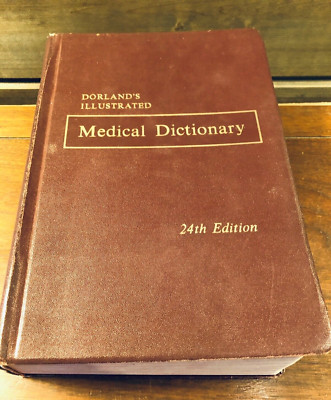 DORLAND'S
ILLUSTRATED
Medical Dictionary
24th Edition